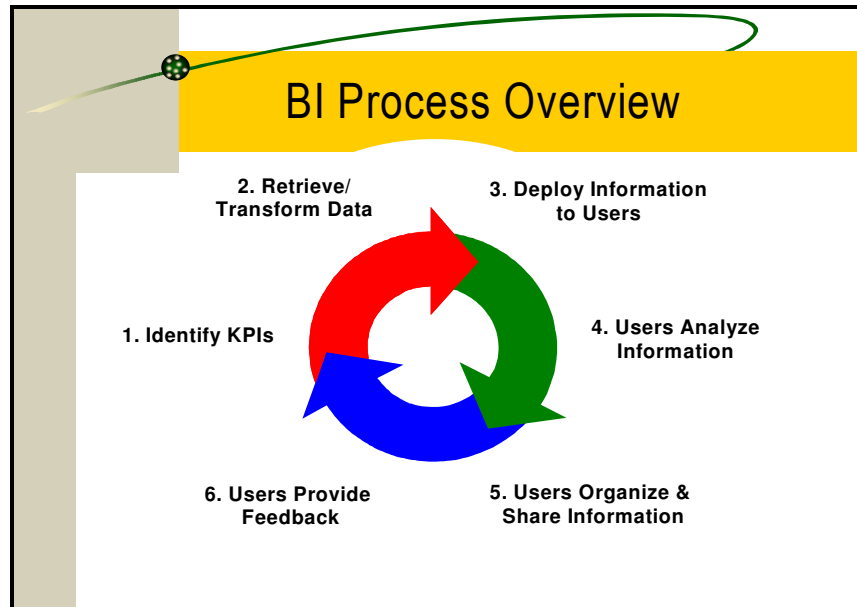 BI Process Overview
2. Retrieve/
Transform Data
3. Deploy Information
to Users
1. Identify KPIs
4. Users Analyze
Information
6. Users Provide
Feedback
5. Users Organize &
Share Information